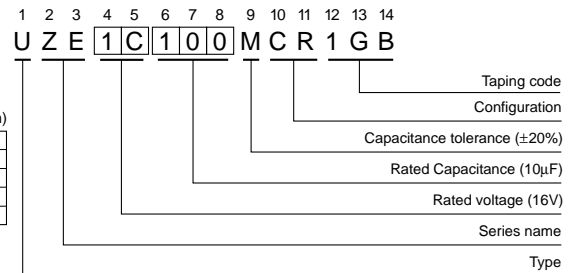 1 2 3 4 5 6 7 8 9 10 11 12 13 14
U Z E 1 C 1 0 0 M C R 1 G B
Taping code
Configuration
)
Capacitance tolerance (±20%)
Rated Capacitance (10µF)
Rated voltage (16V)
Series name
Type